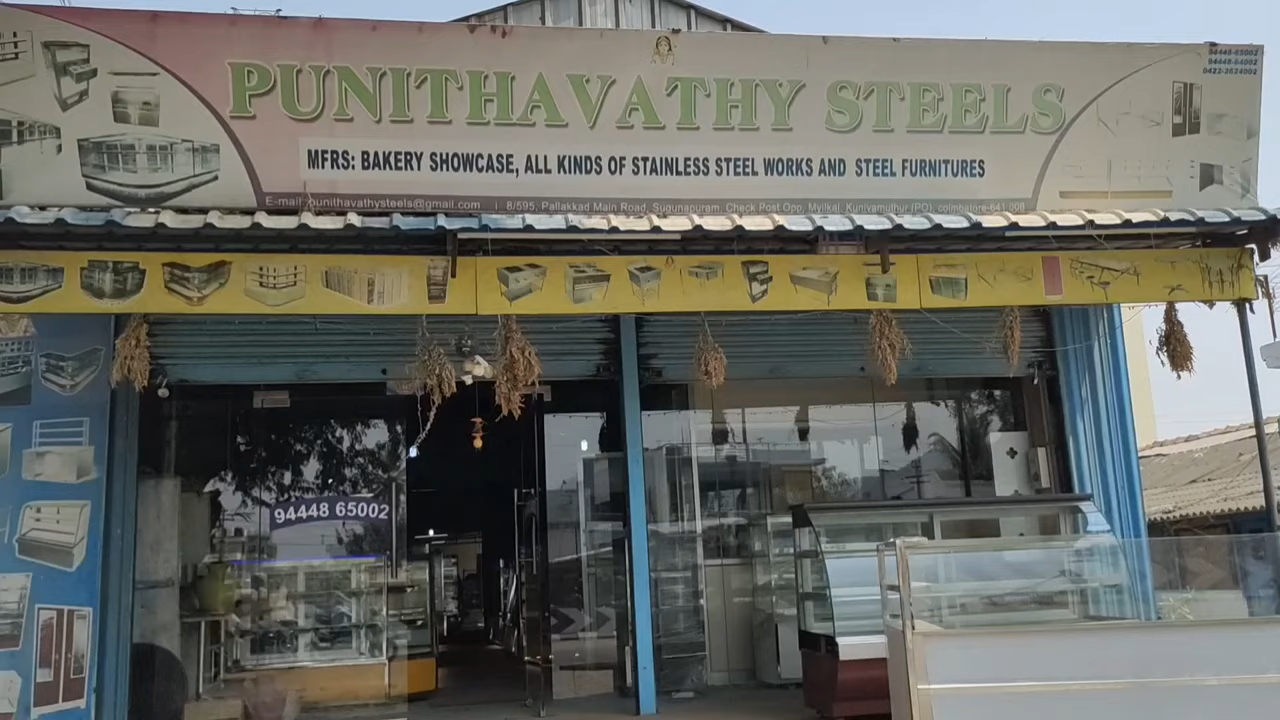 94448-65002
94448-64002
0422-2624002
PUNITHAVATHY STEELS
MFRS: BAKERY SHOWCASE, ALL KINDS OF STAINLESS STEEL WORKS AND STEEL FURNITURES
E-mail:punithavathysteels@gmail.com | 8/595, Pallakkad Main Road, Sugunapuram, Check Post Opp, Myilkal, Kuniyamuthur (PO), coimbatore-641 008
94448 65002